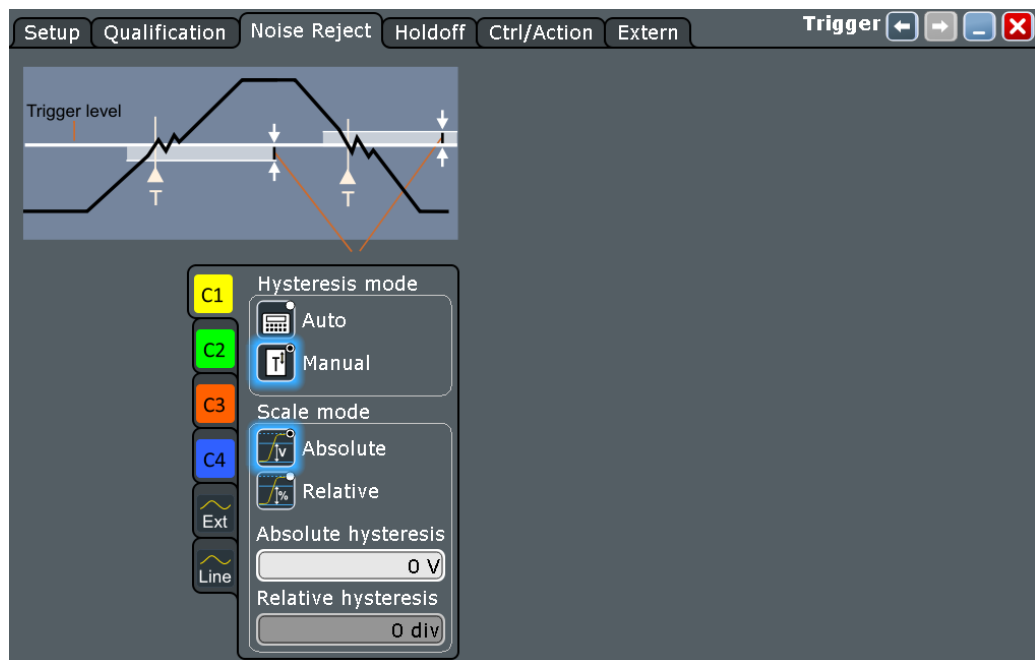 Setup Qualification Noise Reject Holdoff Ctrl/Action Extern Trigger
Trigger level
T T
C1
C2
C3
C4
Ext
Line
Hysteresis mode
Auto
T Manual
Scale mode
V Absolute
% Relative
Absolute hysteresis
0 V
Relative hysteresis
0 div